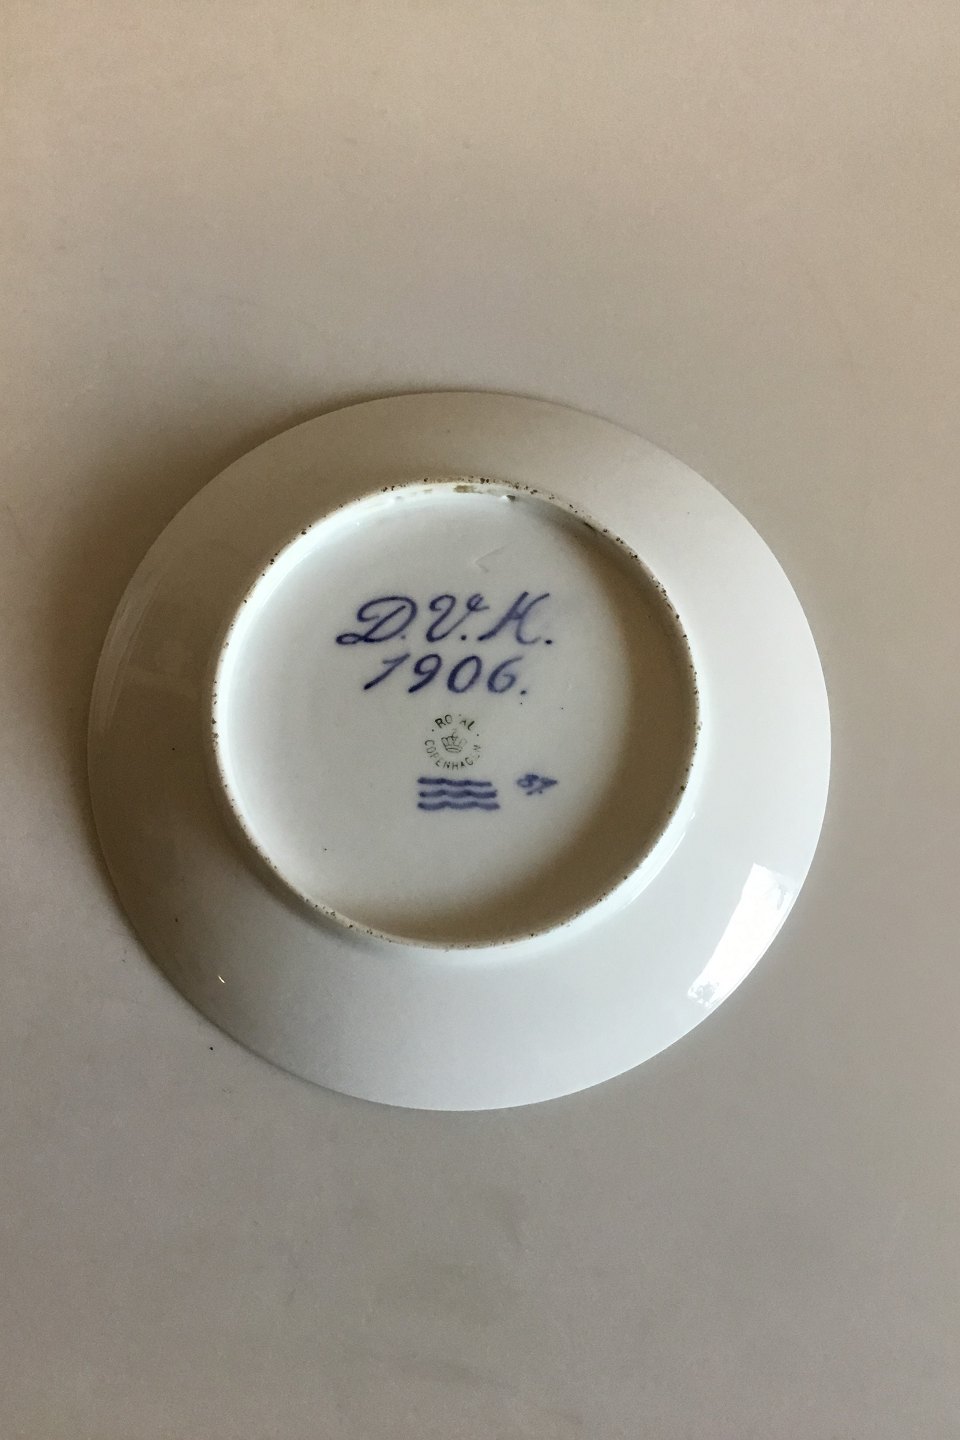 D.V.H.
1906.
ROYAL
COPENHAGEN